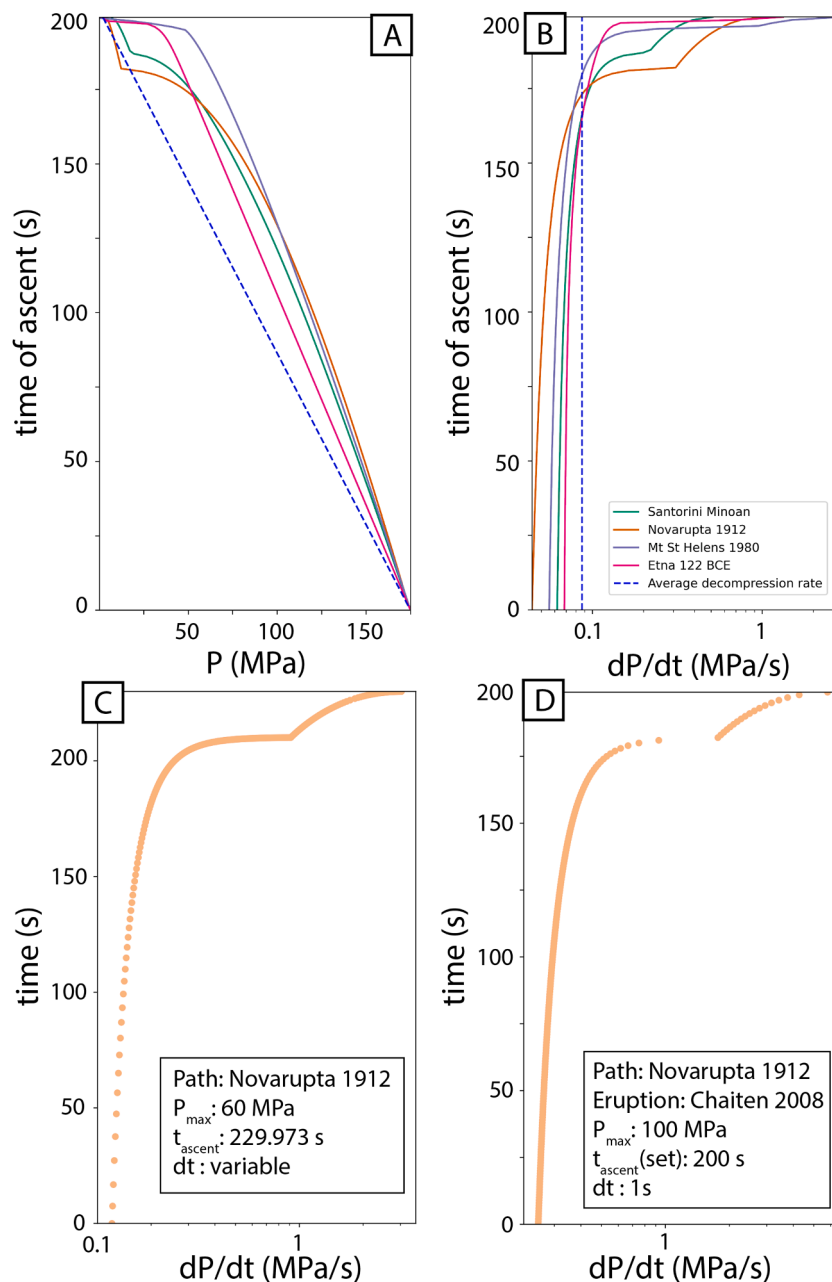 A
200
150
100
50
0
time of ascent (s)
50
100
150
P (MPa)
B
200
150
100
50
0
time of ascent (s)
Santorini Minoan
Novarupta 1912
Mt St Helens 1980
Etna 122 BCE
Average decompression rate
0.1
1
dP/dt (MPa/s)
C
200
150
100
50
0
time (s)
Path: Novarupta 1912
Pmax: 60 MPa
tascent: 229.973 s
dt : variable
0.1
1
dP/dt (MPa/s)
D
200
150
100
50
0
time (s)
Path: Novarupta 1912
Eruption: Chaiten 2008
Pmax: 100 MPa
tascent(set): 200 s
dt : 1s
1
dP/dt (MPa/s)